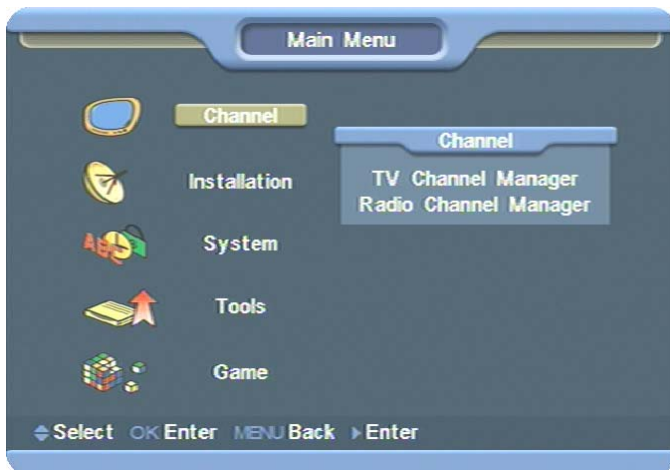 Main Menu
Channel
Installation
System
Tools
Game
Channel
TV Channel Manager
Radio Channel Manager
Select OK Enter MENU Back Enter